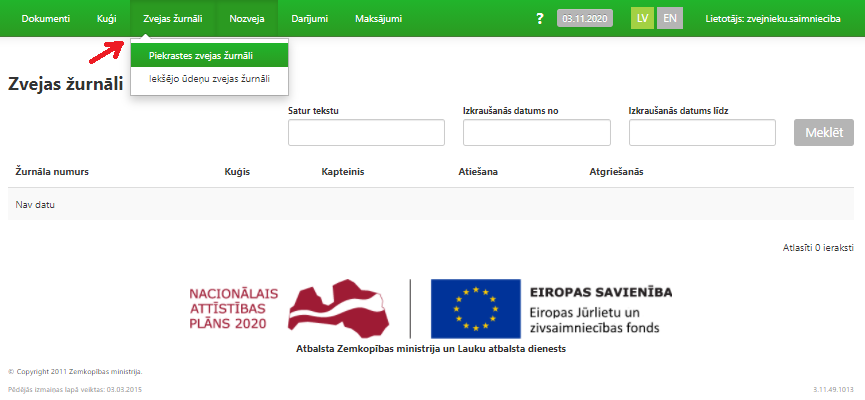 Dokumenti Kuģi Zvejas žurnāli Nozveja Darījumi Maksājumi ? 03.11.2020 LV EN Lietotājs: zvejnieku.saimnieciba
Piekrastes zvejas žurnāli
Iekšējo ūdeņu zvejas žurnāli
Zvejas žurnāli
Satur tekstu Izkraušanās datums no Izkraušanās datums līdz
Meklēt
Žurnāla numurs Kuģis Kapteinis Atiešana Atgriešanās
Nav datu
Atlasīti 0 ieraksti
NACIONĀLAIS
ATTĪSTĪBAS
PLĀNS 2020
EIROPAS SAVIENĪBA
Eiropas Jūrlietu un
zivsaimniecības fonds
Atbalsta Zemkopības ministrija un Lauku atbalsta dienests
© Copyright 2011 Zemkopības ministrija.
Pēdējās izmaiņas lapā veiktas: 03.03.2015 3.11.49.1013